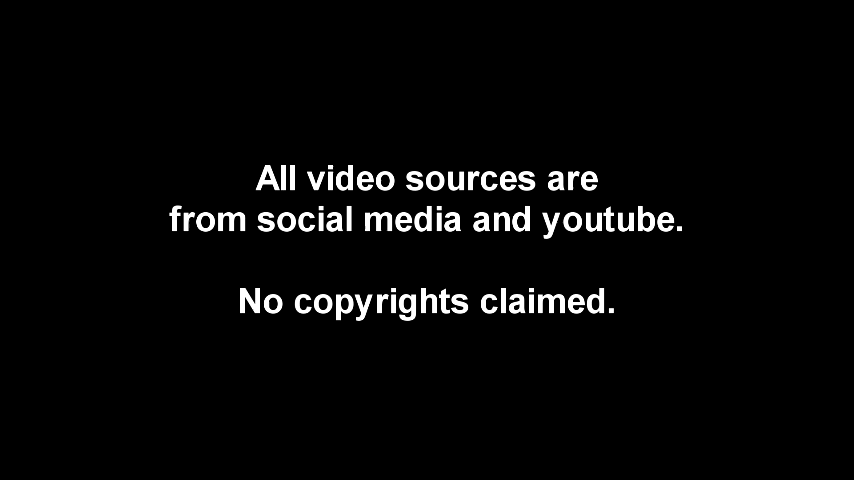 All video sources are
from social media and youtube.
No copyrights claimed.